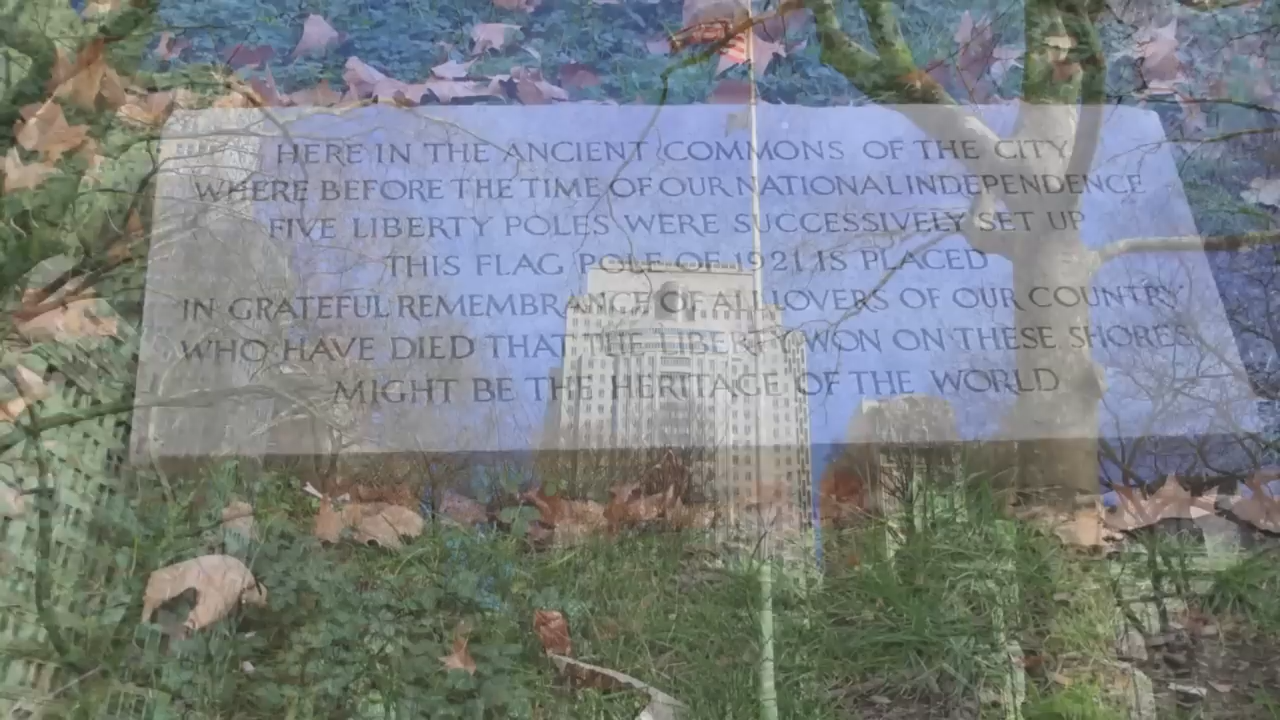 HERE IN THE ANCIENT COMMONS OF THE CITY
WHERE BEFORE THE TIME OF OUR NATIONAL INDEPENDENCE
FIVE LIBERTY POLES WERE SUCCESSIVELY SET UP
THIS FLAG POLE OF 1921 IS PLACED
IN GRATEFUL REMEMBRANCE OF ALL LOVERS OF OUR COUNTRY
WHO HAVE DIED THAT THE LIBERTY WON ON THESE SHORES
MIGHT BE THE HERITAGE OF THE WORLD